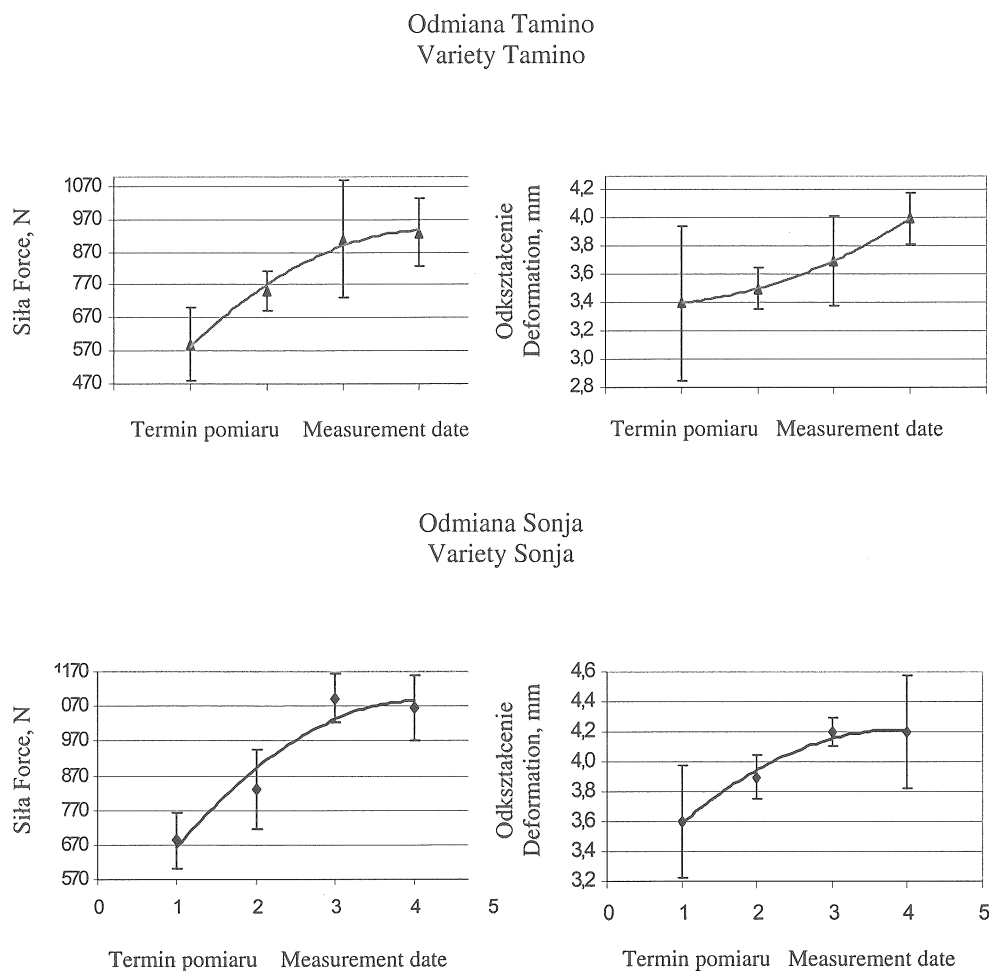 Odmiana Tamino
Variety Tamino
Siła Force, N
1070
970
870
770
670
570
470
Termin pomiaru Measurement date
Odkształcenie
Deformation, mm
4,2
4,0
3,8
3,6
3,4
3,2
3,0
2,8
Termin pomiaru Measurement date
Odmiana Sonja
Variety Sonja
Siła Force, N
1170
070
970
870
770
670
570
0 1 2 3 4 5
Termin pomiaru Measurement date
Odkształcenie
Deformation, mm
4,6
4,4
4,2
4,0
3,8
3,6
3,4
3,2
0 1 2 3 4 5
Termin pomiaru Measurement date